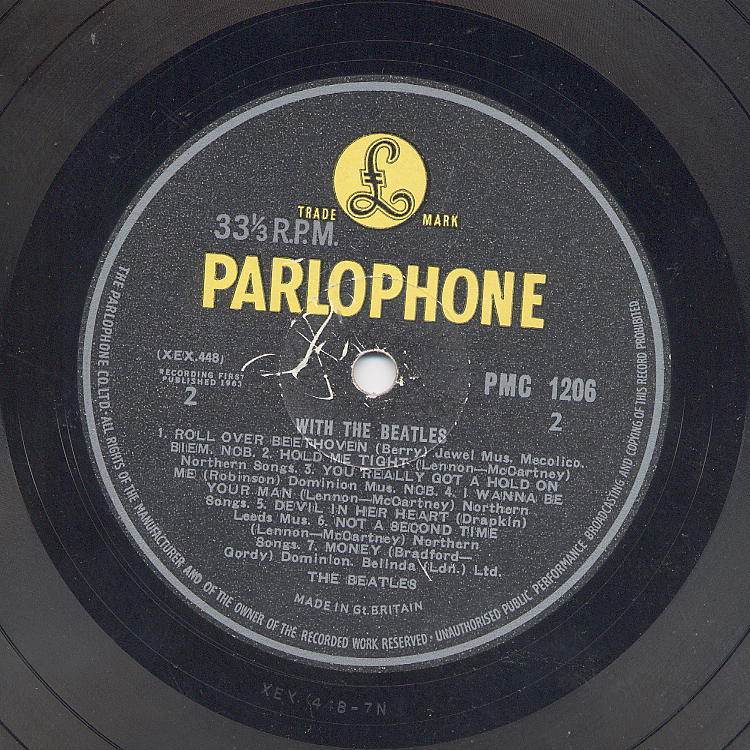 £
TRADE MARK
33⅓ R.P.M.
PARLOPHONE
(XEX.448)
RECORDING FIRST
PUBLISHED 1963
2
PMC 1206
2
WITH THE BEATLES
1. ROLL OVER BEETHOVEN (Berry) Jewel Mus. Mecolico.
BIEM. NCB. 2. HOLD ME TIGHT (Lennon—McCartney)
Northern Songs. 3. YOU REALLY GOT A HOLD ON
ME (Robinson) Dominion Mus. NCB. 4. I WANNA BE
YOUR MAN (Lennon—McCartney) Northern
Songs. 5. DEVIL IN HER HEART (Drapkin)
Leeds Mus. 6. NOT A SECOND TIME
(Lennon—McCartney) Northern
Songs. 7. MONEY (Bradford—
Gordy) Dominion. Belinda (Ldn.) Ltd.
THE BEATLES
MADE IN Gt. BRITAIN
THE PARLOPHONE CO. LTD. ALL RIGHTS OF THE MANUFACTURER AND OF THE OWNER OF THE RECORDED WORK RESERVED · UNAUTHORISED PUBLIC PERFORMANCE BROADCASTING AND COPYING OF THIS RECORD PROHIBITED
XEX 448-7N